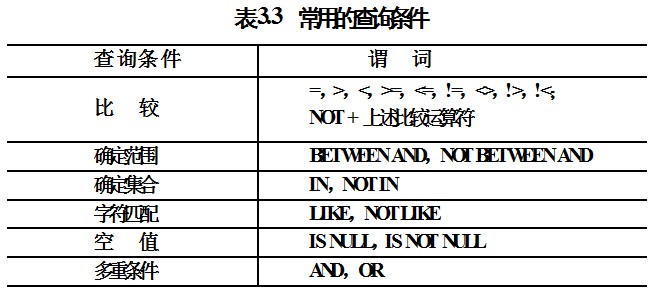 表3.3 常用的查询条件
查询条件 谓 词
比 较 =, >, <, >=, <=, !=, <>, !>, !<;
NOT + 上述比较运算符
确定范围 BETWEEN AND, NOT BETWEEN AND
确定集合 IN, NOT IN
字符匹配 LIKE, NOT LIKE
空 值 IS NULL, IS NOT NULL
多重条件 AND, OR